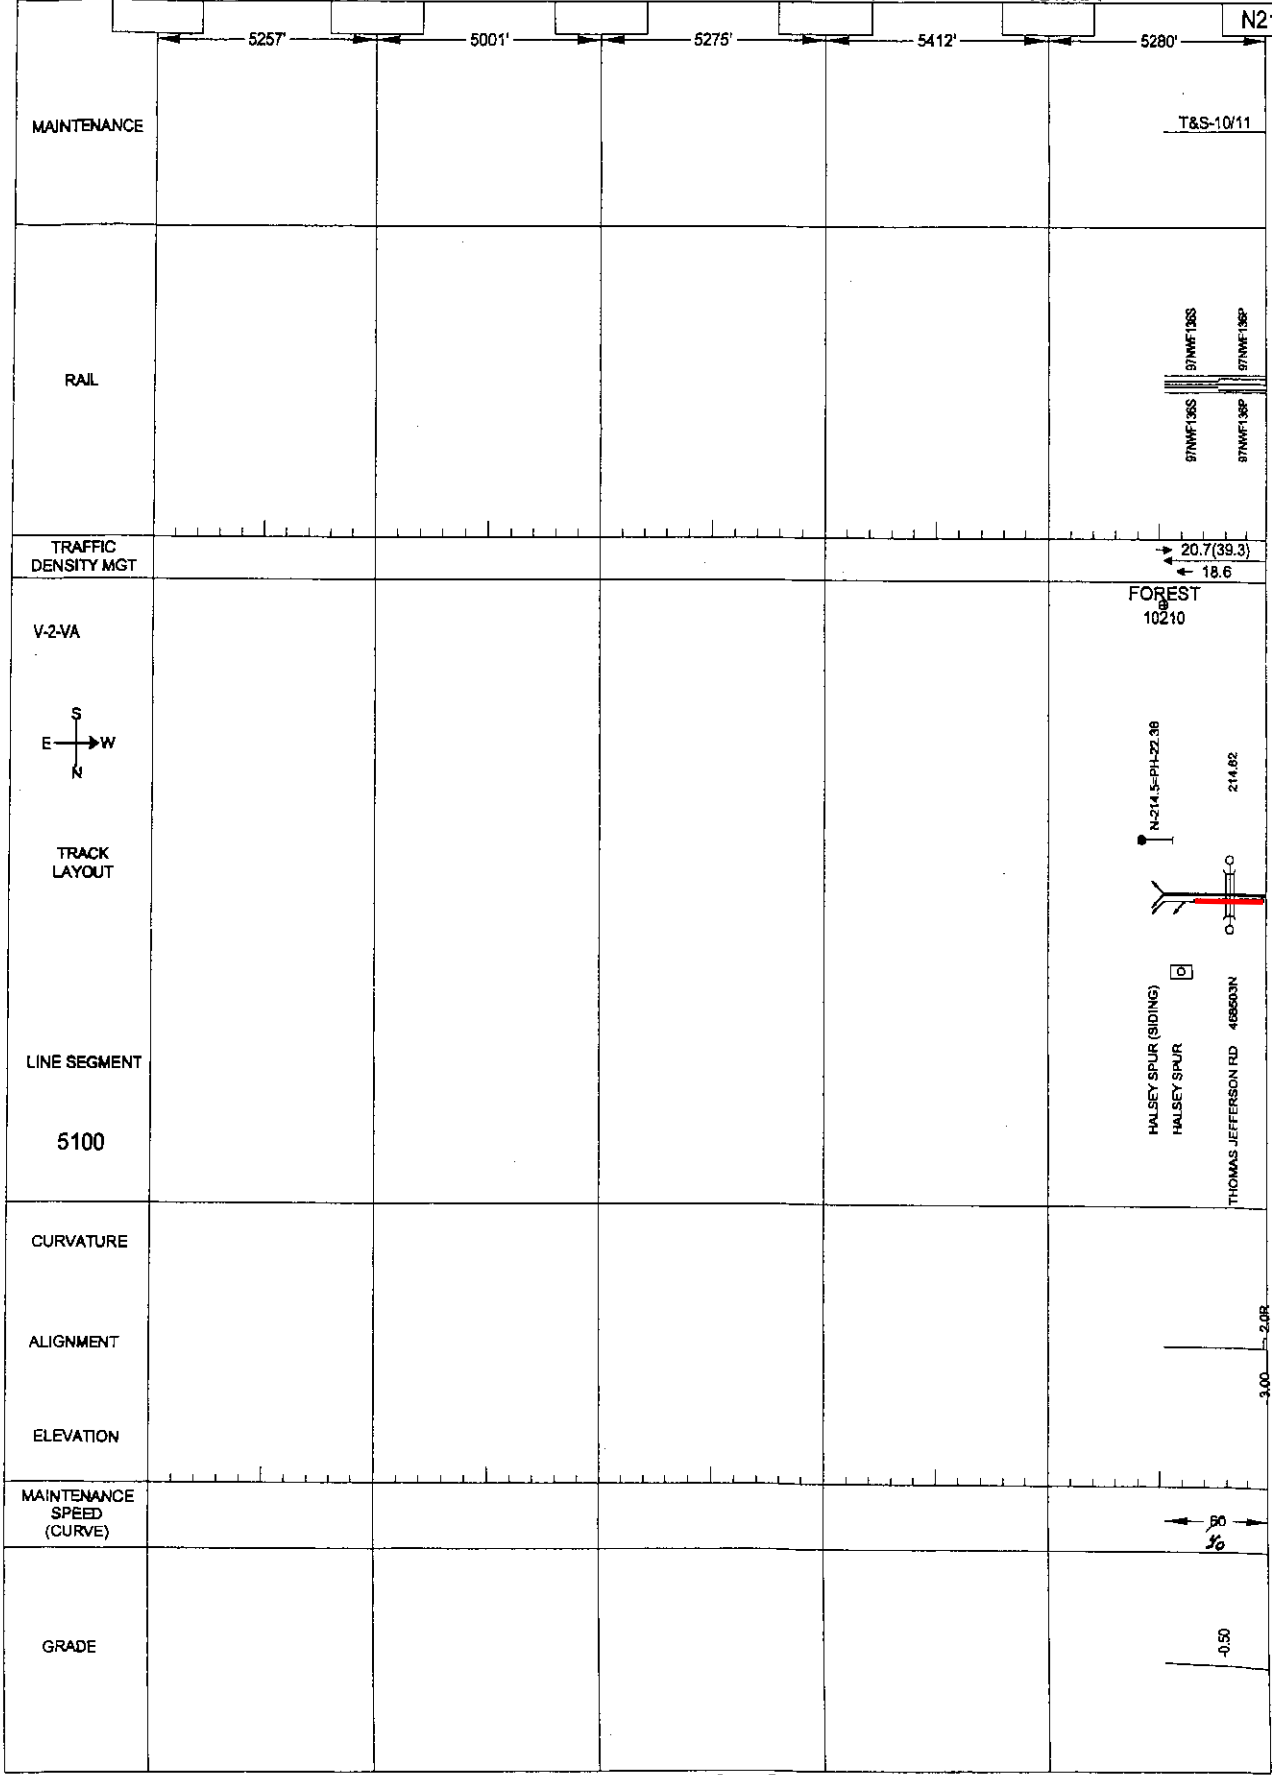 N2
5257'
5001'
5275'
5412'
5280'
MAINTENANCE
T&S-10/11
RAIL
97NWF136S
97NWF136P
97NWF136S
97NWF136P
TRAFFIC
DENSITY MGT
20.7(39.3)
18.6
FOREST
10210
V-2-VA
S
E
W
N
N-214.5=PH-22.38
214.62
TRACK
LAYOUT
HALSEY SPUR (SIDING)
HALSEY SPUR
THOMAS JEFFERSON RD 468503N
LINE SEGMENT
5100
CURVATURE
ALIGNMENT
2.0R
3.00
ELEVATION
MAINTENANCE
SPEED
(CURVE)
GRADE
-0.50